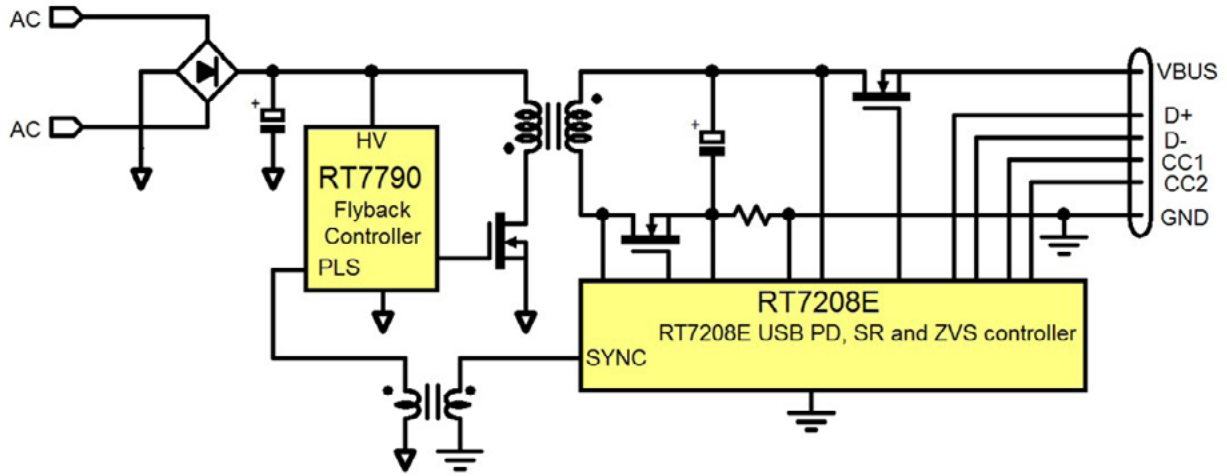 AC
AC
HV
RT7790
Flyback
Controller
PLS
+
+
VBUS
D+
D-
CC1
CC2
GND
RT7208E
RT7208E USB PD, SR and ZVS controller
SYNC